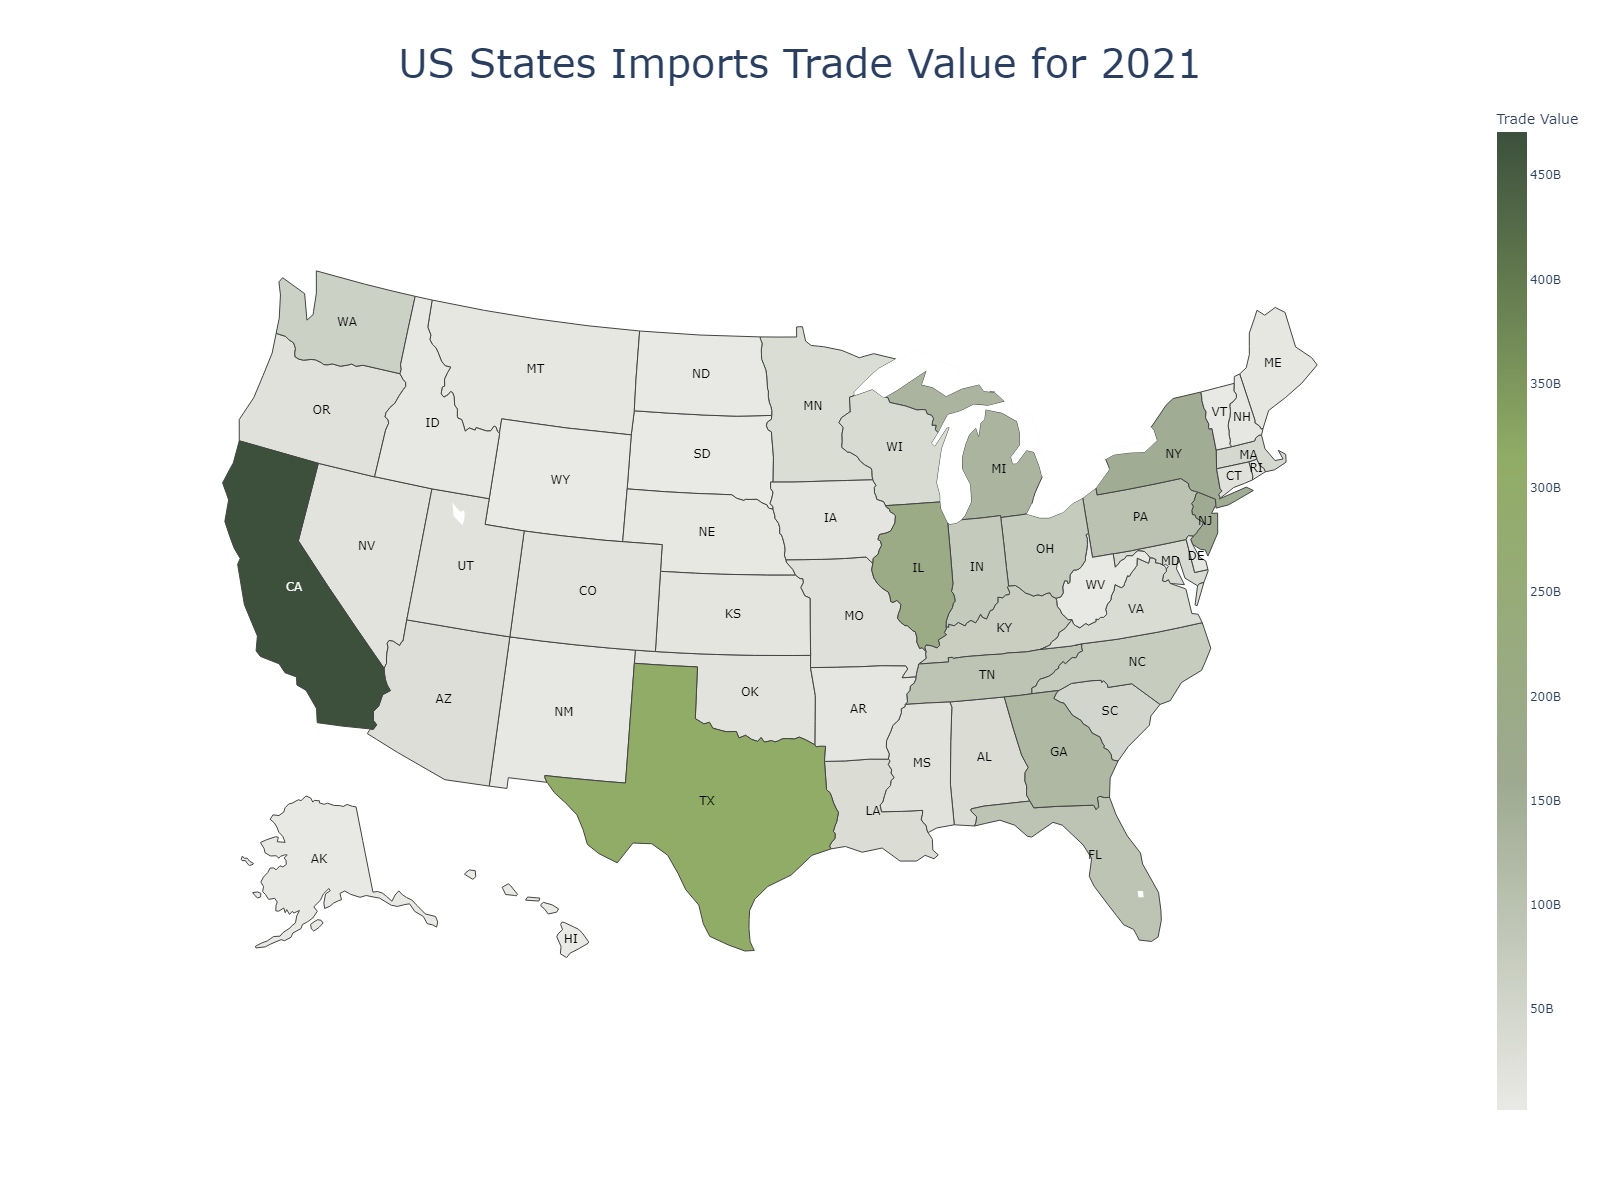 US States Imports Trade Value for 2021
Trade Value
450B
400B
350B
300B
250B
200B
150B
100B
50B
WA
MT
ND
MN
ME
OR
ID
SD
WI
MI
NY
VT
NH
MA
RI
CT
WY
NE
IA
PA
NJ
CA
NV
UT
CO
KS
MO
IL
IN
OH
WV
MD
DE
VA
KY
AZ
NM
OK
AR
TN
NC
SC
TX
LA
MS
AL
GA
FL
AK
HI